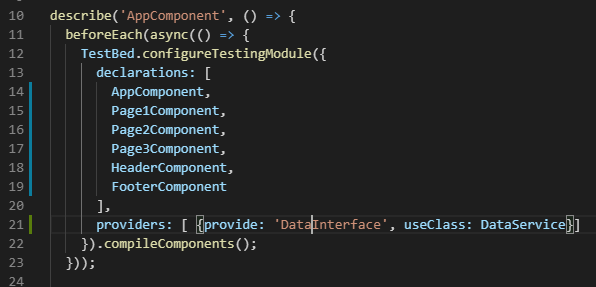 10 describe('AppComponent', () => {
11   beforeEach(async(() => {
12     TestBed.configureTestingModule({
13       declarations: [
14         AppComponent,
15         Page1Component,
16         Page2Component,
17         Page3Component,
18         HeaderComponent,
19         FooterComponent
20       ],
21       providers: [ {provide: 'DataInterface', useClass: DataService}]
22     }).compileComponents();
23   }));
24